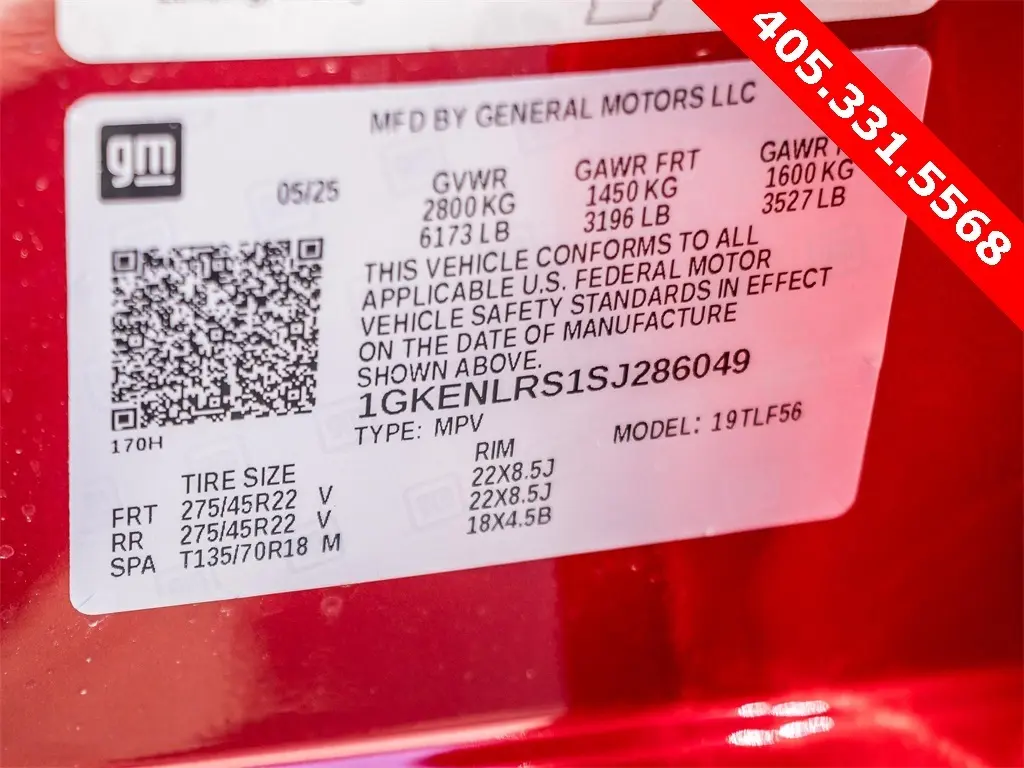 405.331.5568
MFD BY GENERAL MOTORS LLC
gm
05/25
GVWR
2800 KG
6173 LB
GAWR FRT
1450 KG
3196 LB
GAWR
1600 KG
3527 LB
THIS VEHICLE CONFORMS TO ALL
APPLICABLE U.S. FEDERAL MOTOR
VEHICLE SAFETY STANDARDS IN EFFECT
ON THE DATE OF MANUFACTURE
SHOWN ABOVE.
1GKENLRS1SJ286049
TYPE: MPV
MODEL: 19TLF56
170H
TIRE SIZE
RIM
FRT 275/45R22 V 22X8.5J
RR 275/45R22 V 22X8.5J
SPA T135/70R18 M 18X4.5B